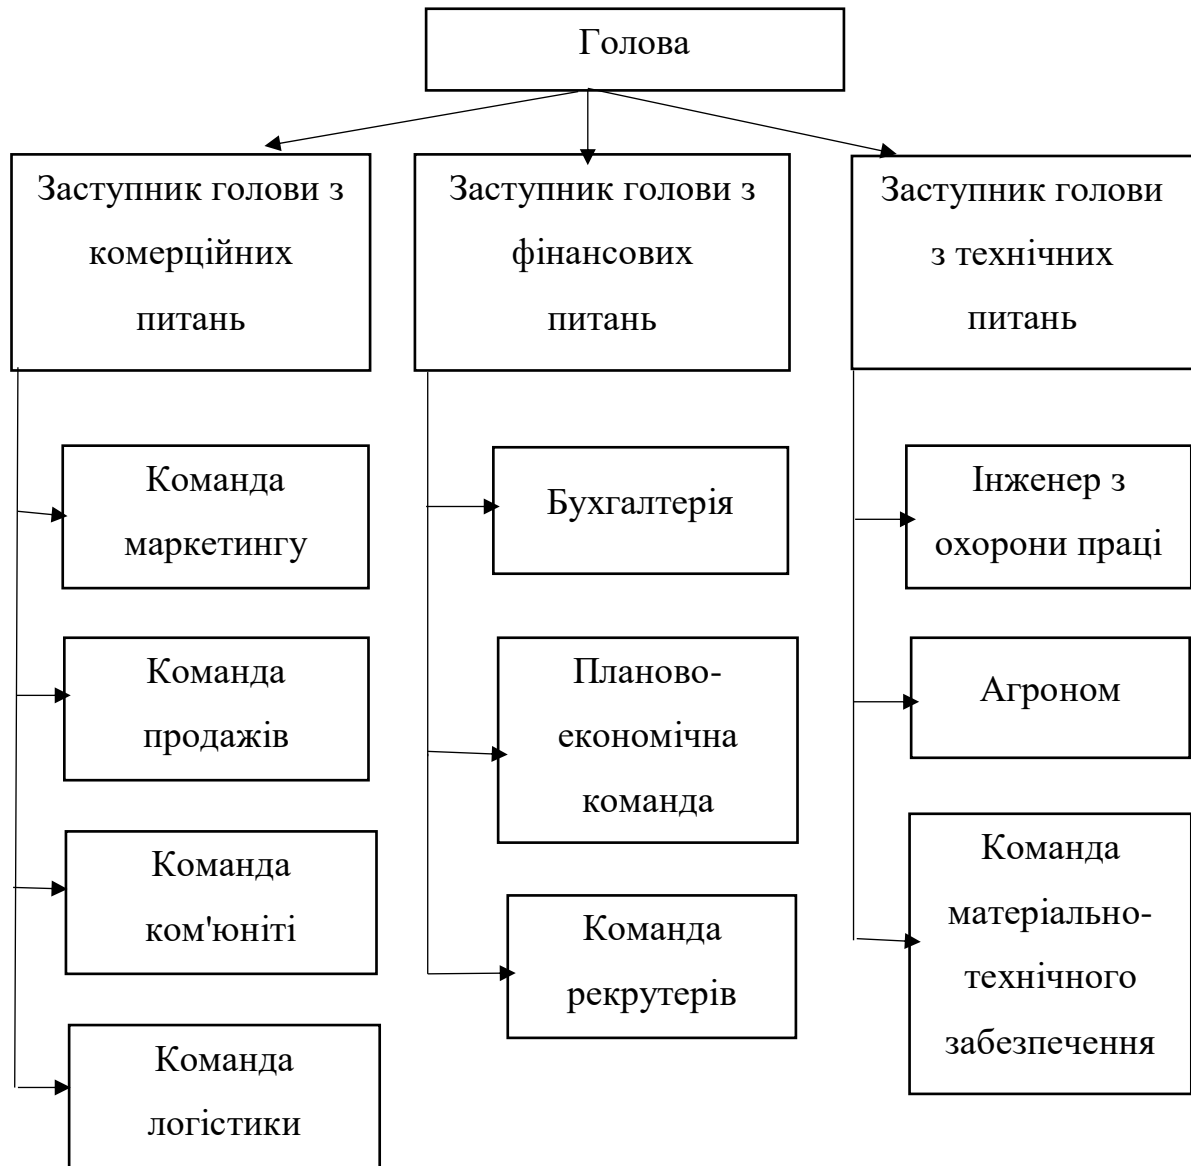 Голова
Заступник голови з
комерційних
питань
Заступник голови з
фінансових
питань
Заступник голови
з технічних
питань
Команда
маркетингу
Команда
продажів
Команда
ком'юніті
Команда
логістики
Бухгалтерія
Планово-
економічна
команда
Команда
рекрутерів
Інженер з
охорони праці
Агроном
Команда
матеріально-
технічного
забезпечення